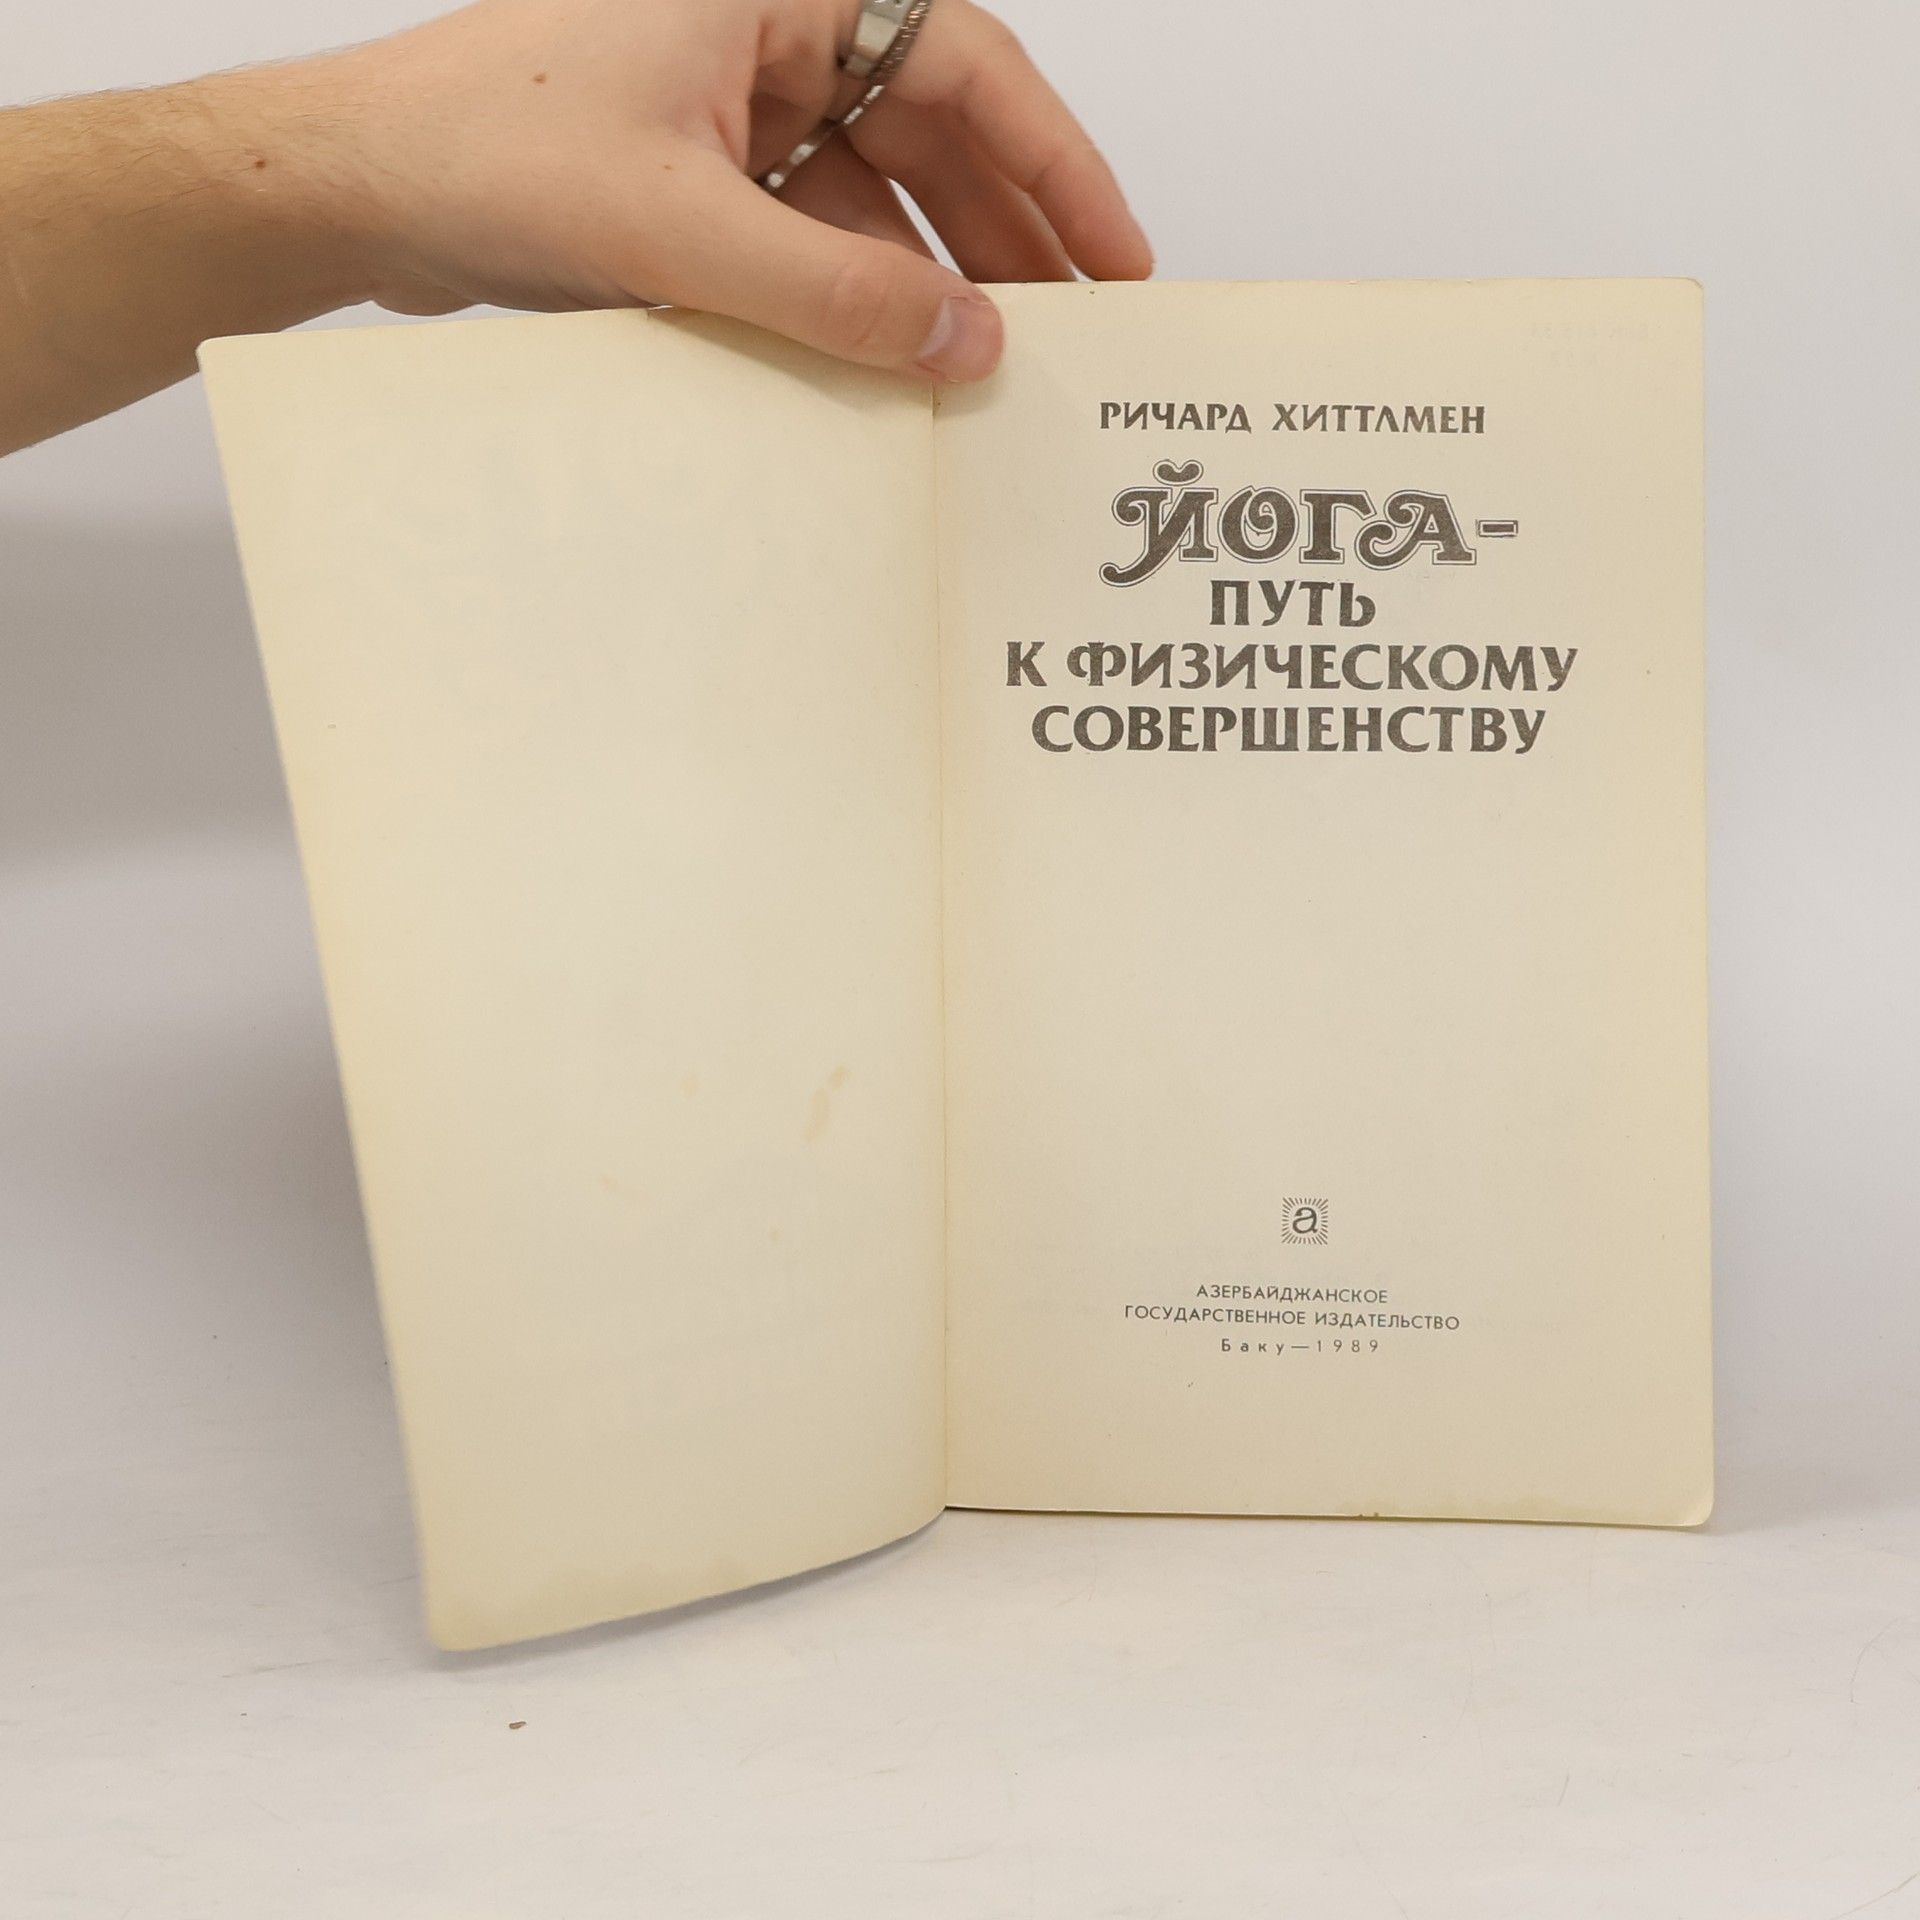 РИЧАРД ХИТТЛМЕН
ЙОГА-
ПУТЬ
К ФИЗИЧЕСКОМУ
СОВЕРШЕНСТВУ
а
АЗЕРБАЙДЖАНСКОЕ
ГОСУДАРСТВЕННОЕ ИЗДАТЕЛЬСТВО
Баку—1989